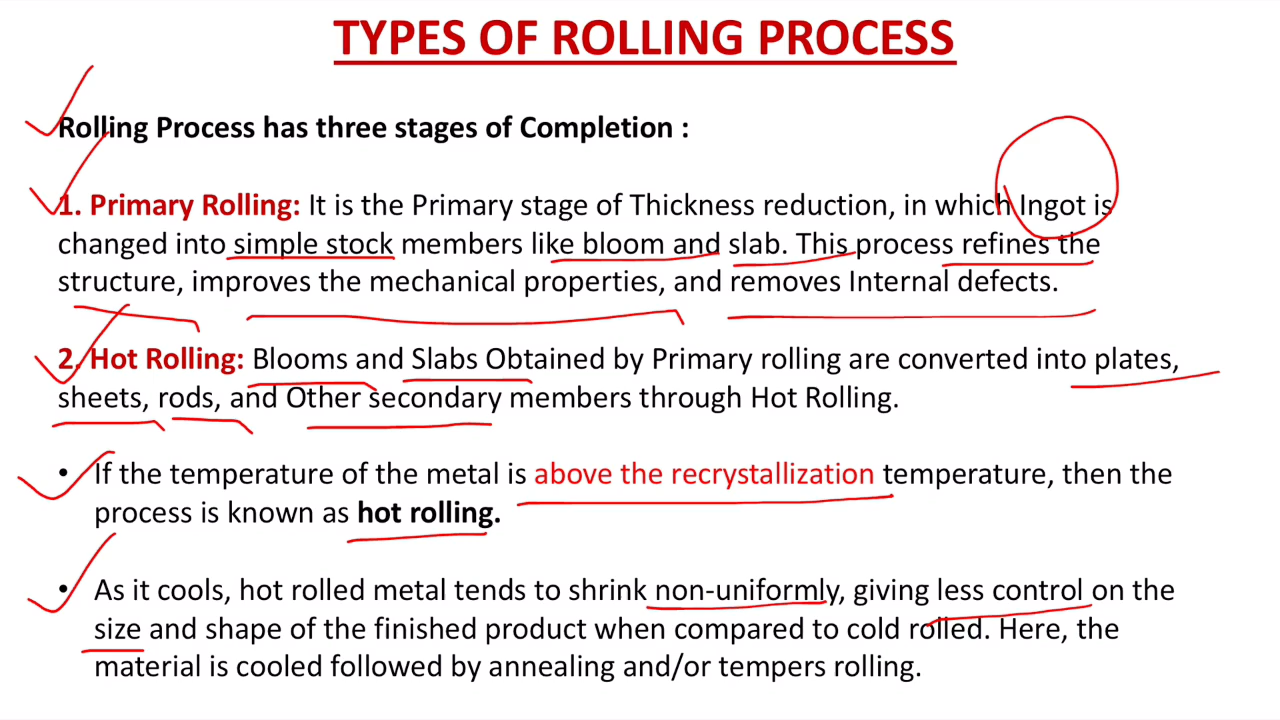 TYPES OF ROLLING PROCESS
Rolling Process has three stages of Completion :
1. Primary Rolling: It is the Primary stage of Thickness reduction, in which Ingot is
changed into simple stock members like bloom and slab. This process refines the
structure, improves the mechanical properties, and removes Internal defects.
2. Hot Rolling: Blooms and Slabs Obtained by Primary rolling are converted into plates,
sheets, rods, and Other secondary members through Hot Rolling.
• If the temperature of the metal is above the recrystallization temperature, then the
process is known as hot rolling.
• As it cools, hot rolled metal tends to shrink non-uniformly, giving less control on the
size and shape of the finished product when compared to cold rolled. Here, the
material is cooled followed by annealing and/or tempers rolling.